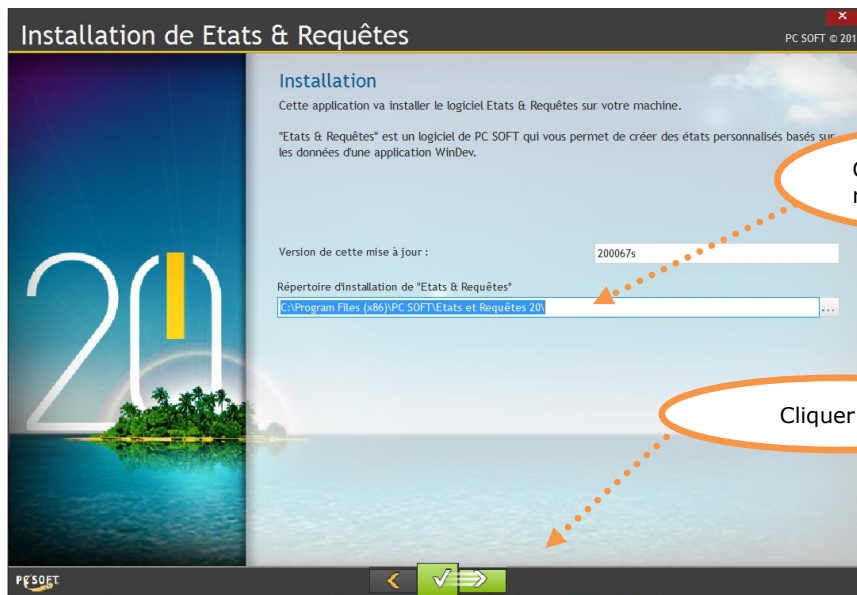 Installation de Etats & Requêtes
PC SOFT © 201
Installation
Cette application va installer le logiciel Etats & Requêtes sur votre machine.
"Etats & Requêtes" est un logiciel de PC SOFT qui vous permet de créer des états personnalisés basés sur
les données d'une application WinDev.
Version de cette mise à jour :
200067s
Répertoire d'installation de "Etats & Requêtes"
C:\Program Files (x86)\PC SOFT\Etats et Requêtes 20\
...
Cliquer
20
PC SOFT